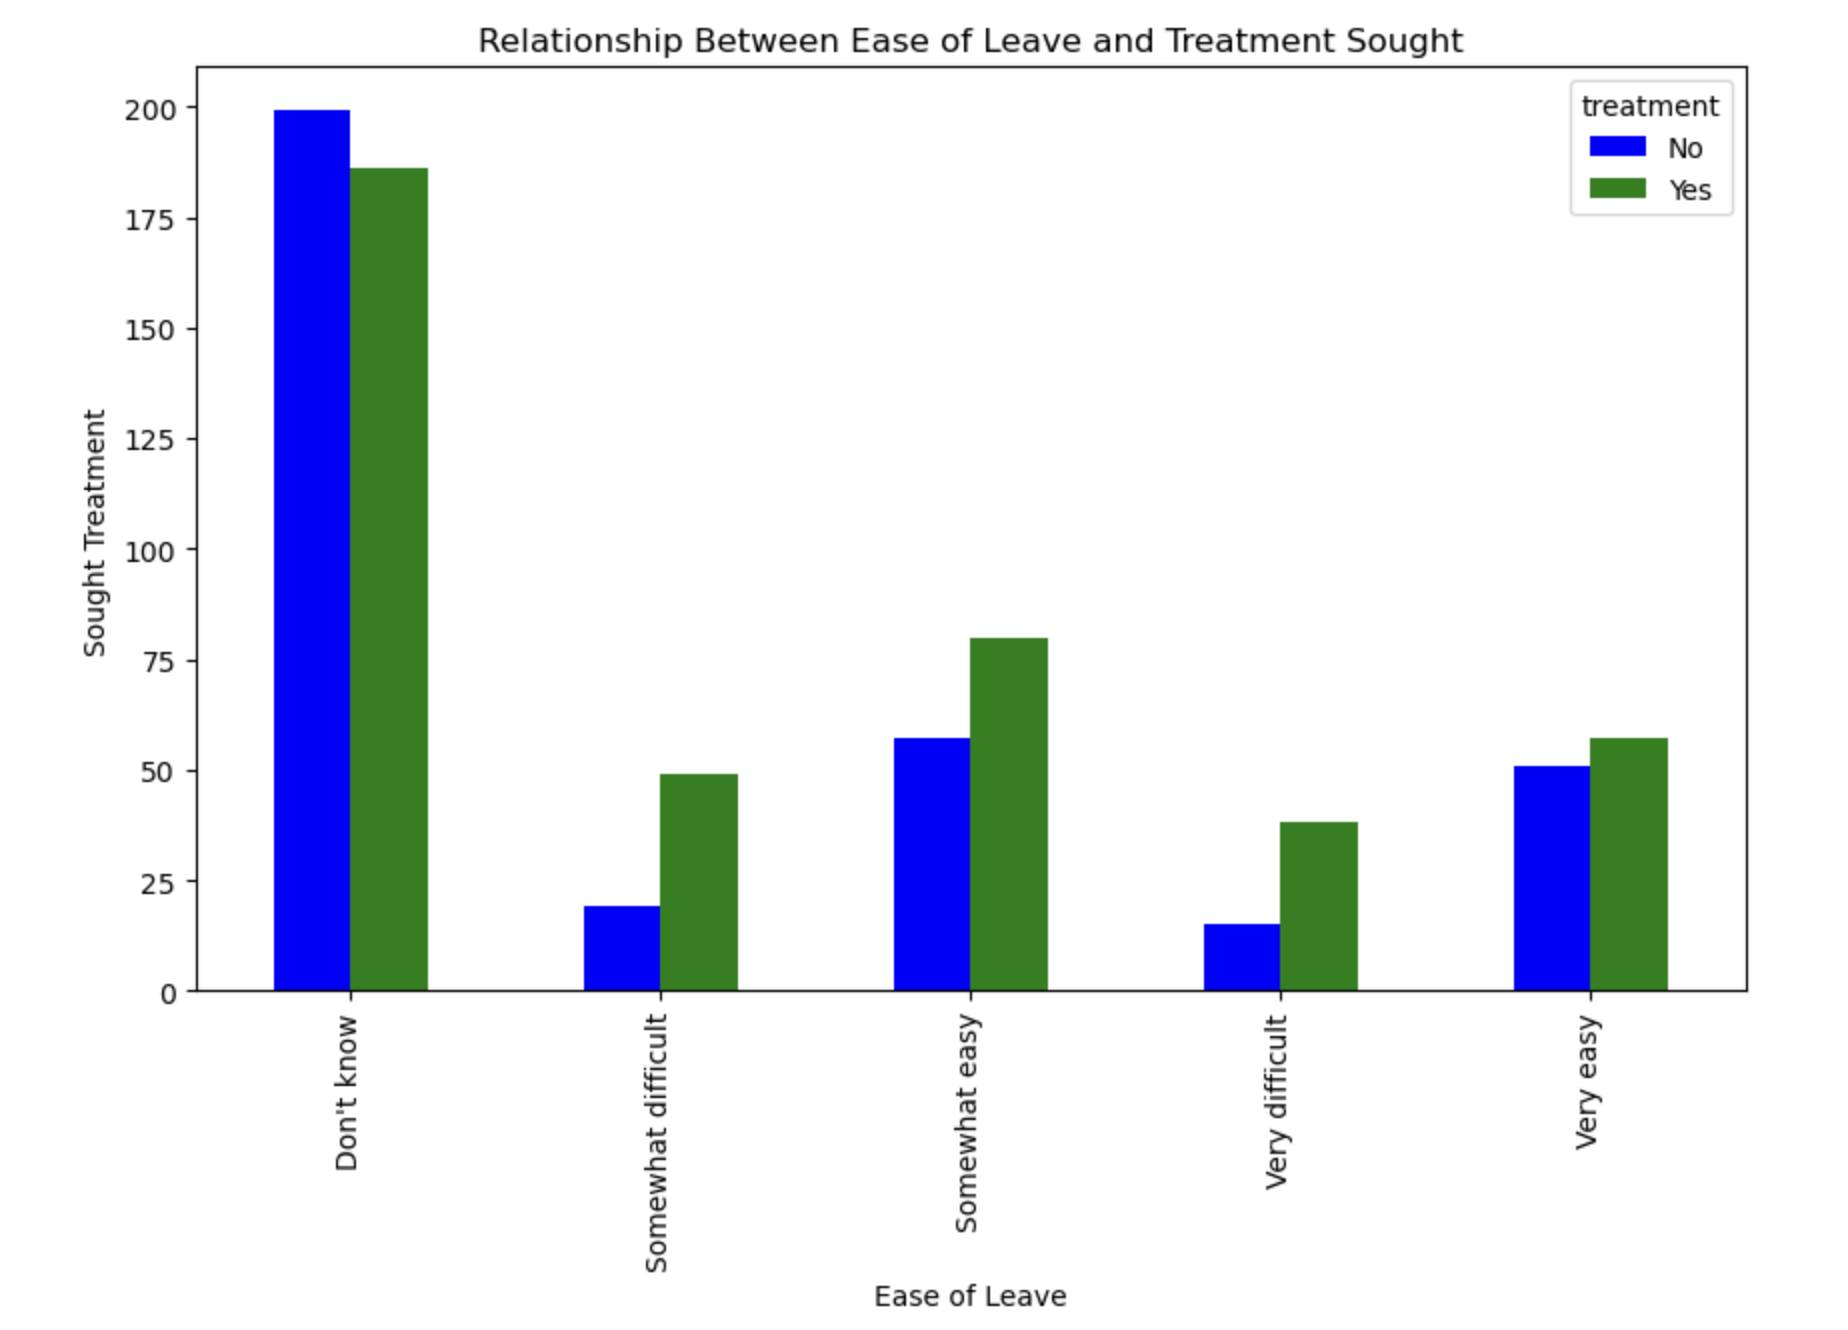 Relationship Between Ease of Leave and Treatment Sought
treatment
No
Yes
Sought Treatment
200
175
150
125
100
75
50
25
0
Don't know
Somewhat difficult
Somewhat easy
Very difficult
Very easy
Ease of Leave